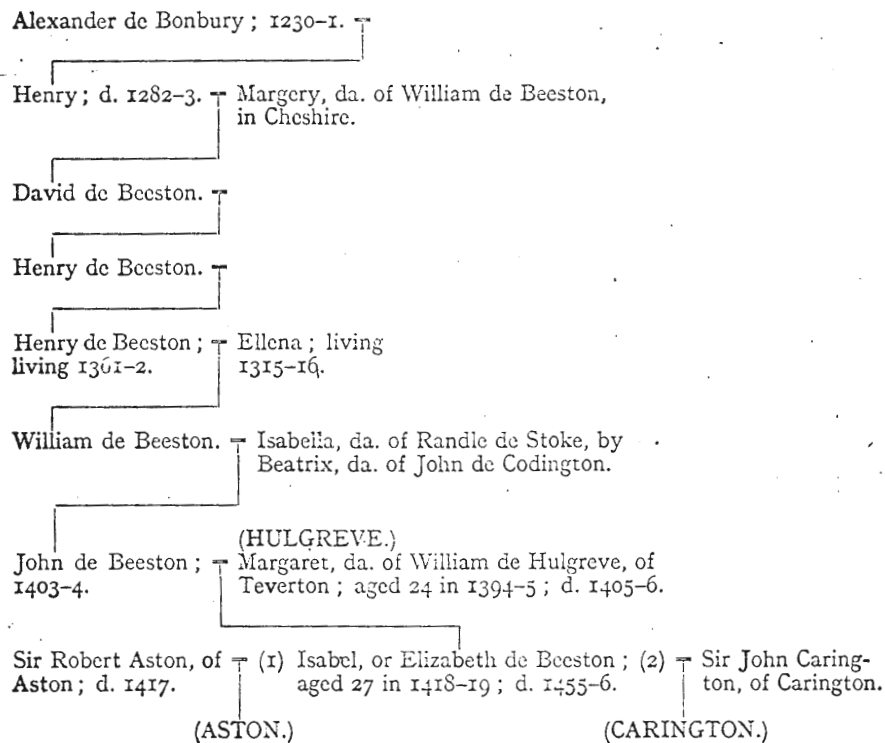 Alexander de Bonbury ; 1230-1.
Henry ; d. 1282-3. Margery, da. of William de Beeston,
in Cheshire.
David de Beeston.
Henry de Beeston.
Henry de Beeston ; Ellena ; living
living 1361-2. 1315-16.
William de Beeston. Isabella, da. of Randle de Stoke, by
Beatrix, da. of John de Codington.
(HULGREVE.)
John de Beeston ; Margaret, da. of William de Hulgreve, of
1403-4. Teverton ; aged 24 in 1394-5 ; d. 1405-6.
Sir Robert Aston, of (1) Isabel, or Elizabeth de Beeston ; (2) Sir John Caring-
Aston ; d. 1417. aged 27 in 1418-19 ; d. 1455-6. ton, of Carington.
(ASTON.) (CARINGTON.)